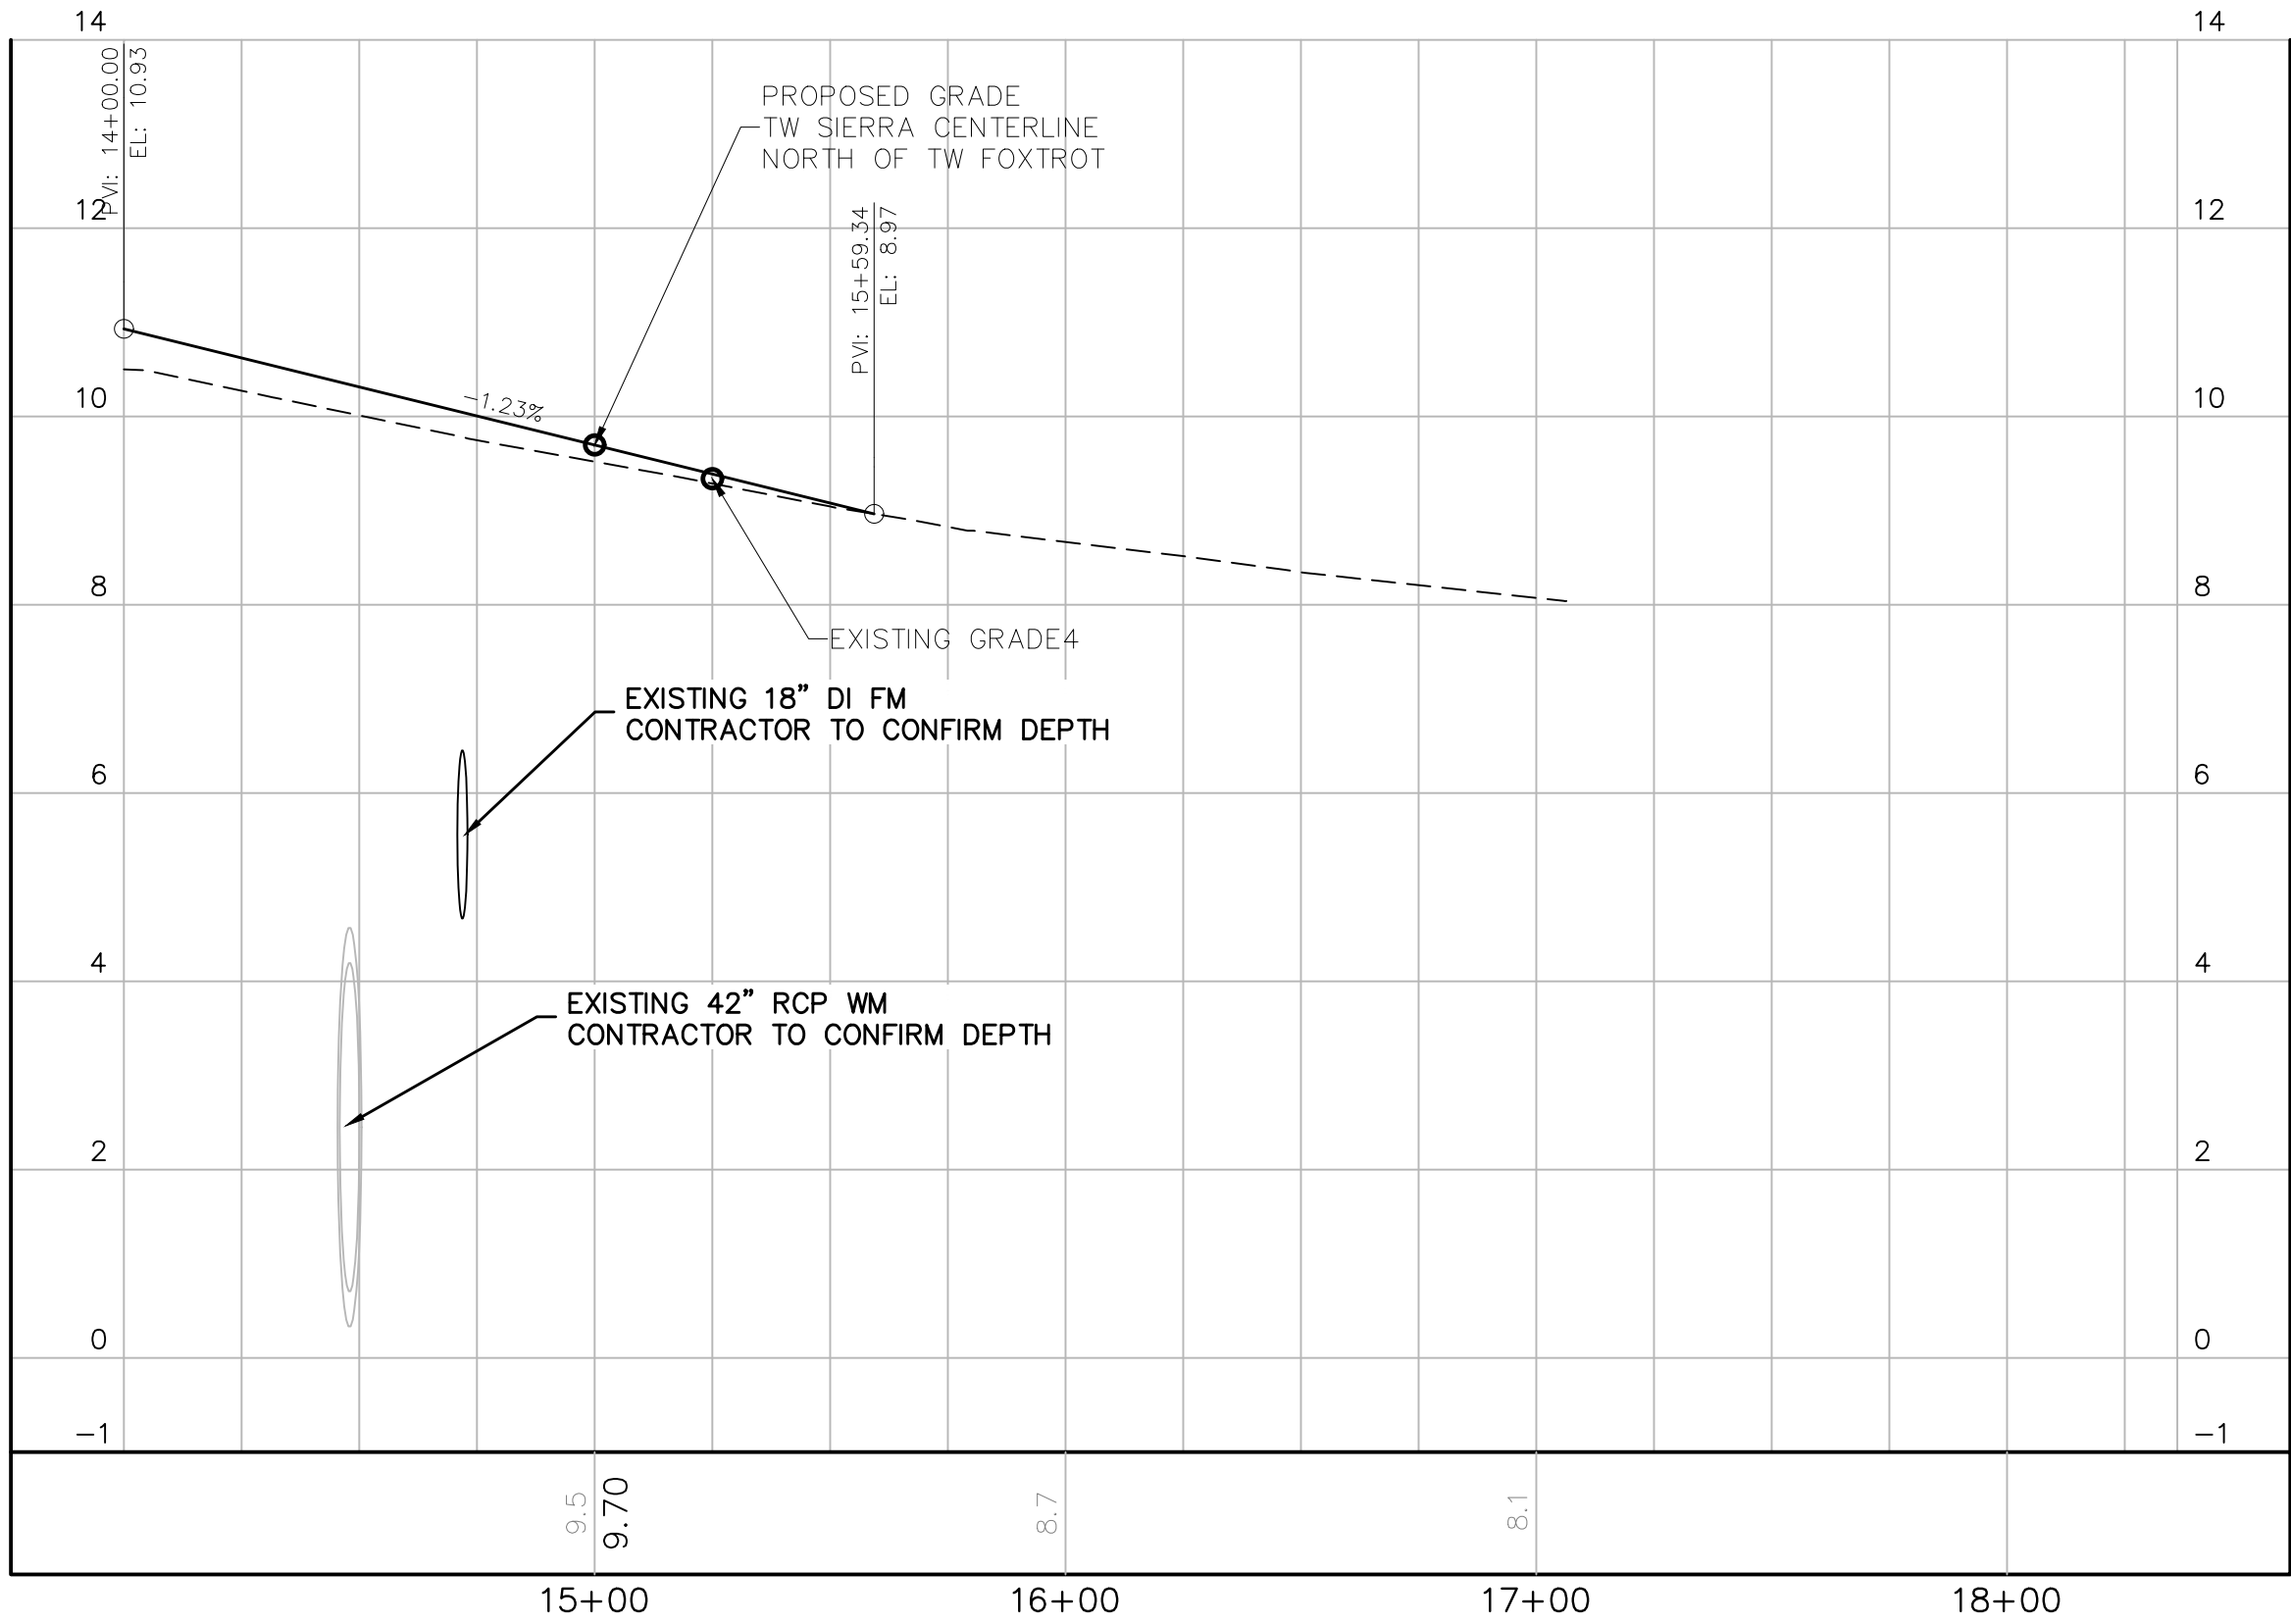 14
14
PVI: 14+00.00
EL: 10.93
PROPOSED GRADE
TW SIERRA CENTERLINE
NORTH OF TW FOXTROT
12
12
PVI: 15+59.34
EL: 8.97
10
-1.23%
10
8
8
EXISTING GRADE4
EXISTING 18" DI FM
CONTRACTOR TO CONFIRM DEPTH
6
6
4
4
EXISTING 42" RCP WM
CONTRACTOR TO CONFIRM DEPTH
2
2
0
0
-1
-1
9.5
9.70
8.7
8.1
15+00
16+00
17+00
18+00